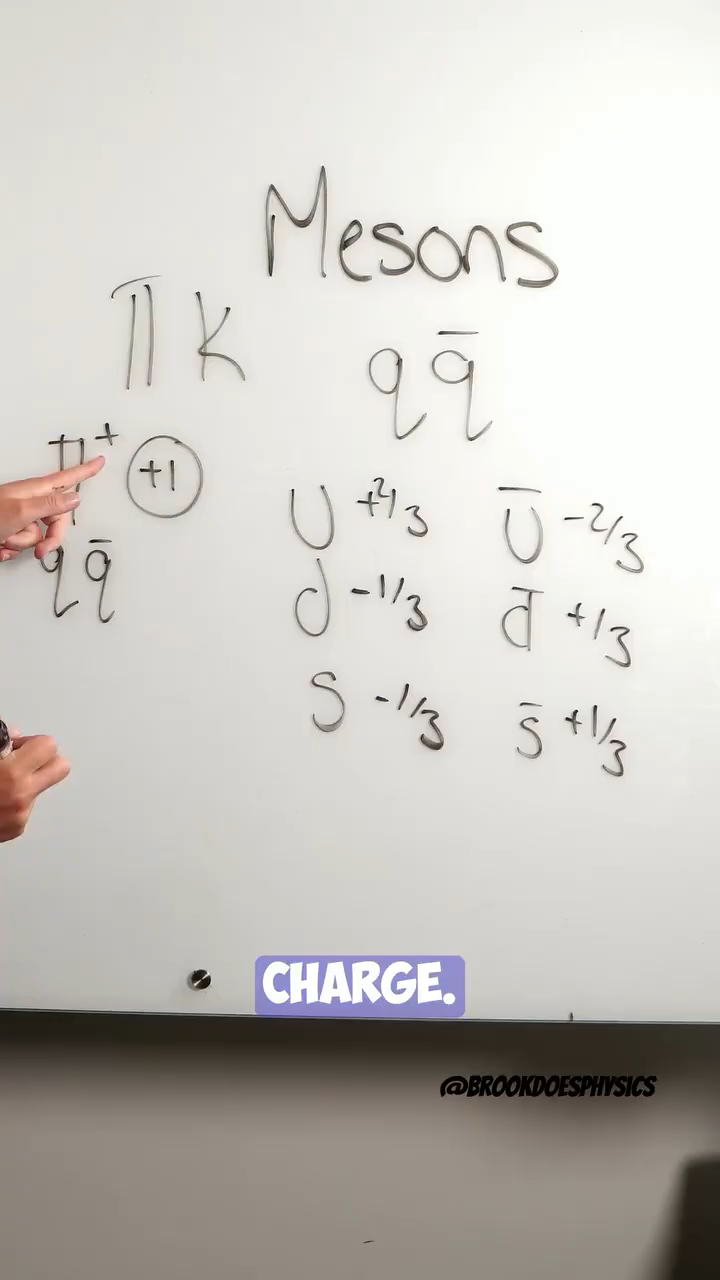 Mesons
π K
q q̅
π⁺ +1
q q̅
U +2/3 U̅ -2/3
d -1/3 d̅ +1/3
S -1/3 s̅ +1/3
CHARGE.
@BROOKDOESPHYSICS